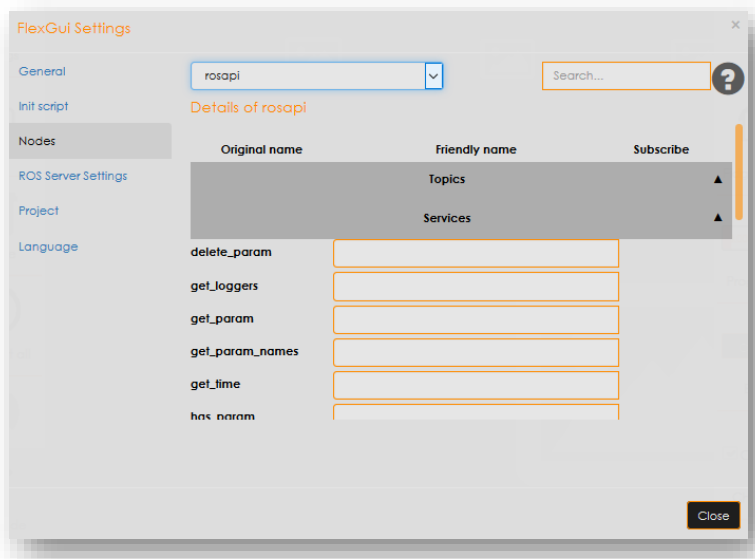 FlexGui Settings
×
General
Init script
Nodes
ROS Server Settings
Project
Language
rosapi
Search...
?
Details of rosapi
Original name Friendly name Subscribe
Topics ▲
Services ▲
delete_param
get_loggers
get_param
get_param_names
get_time
has_param
Close